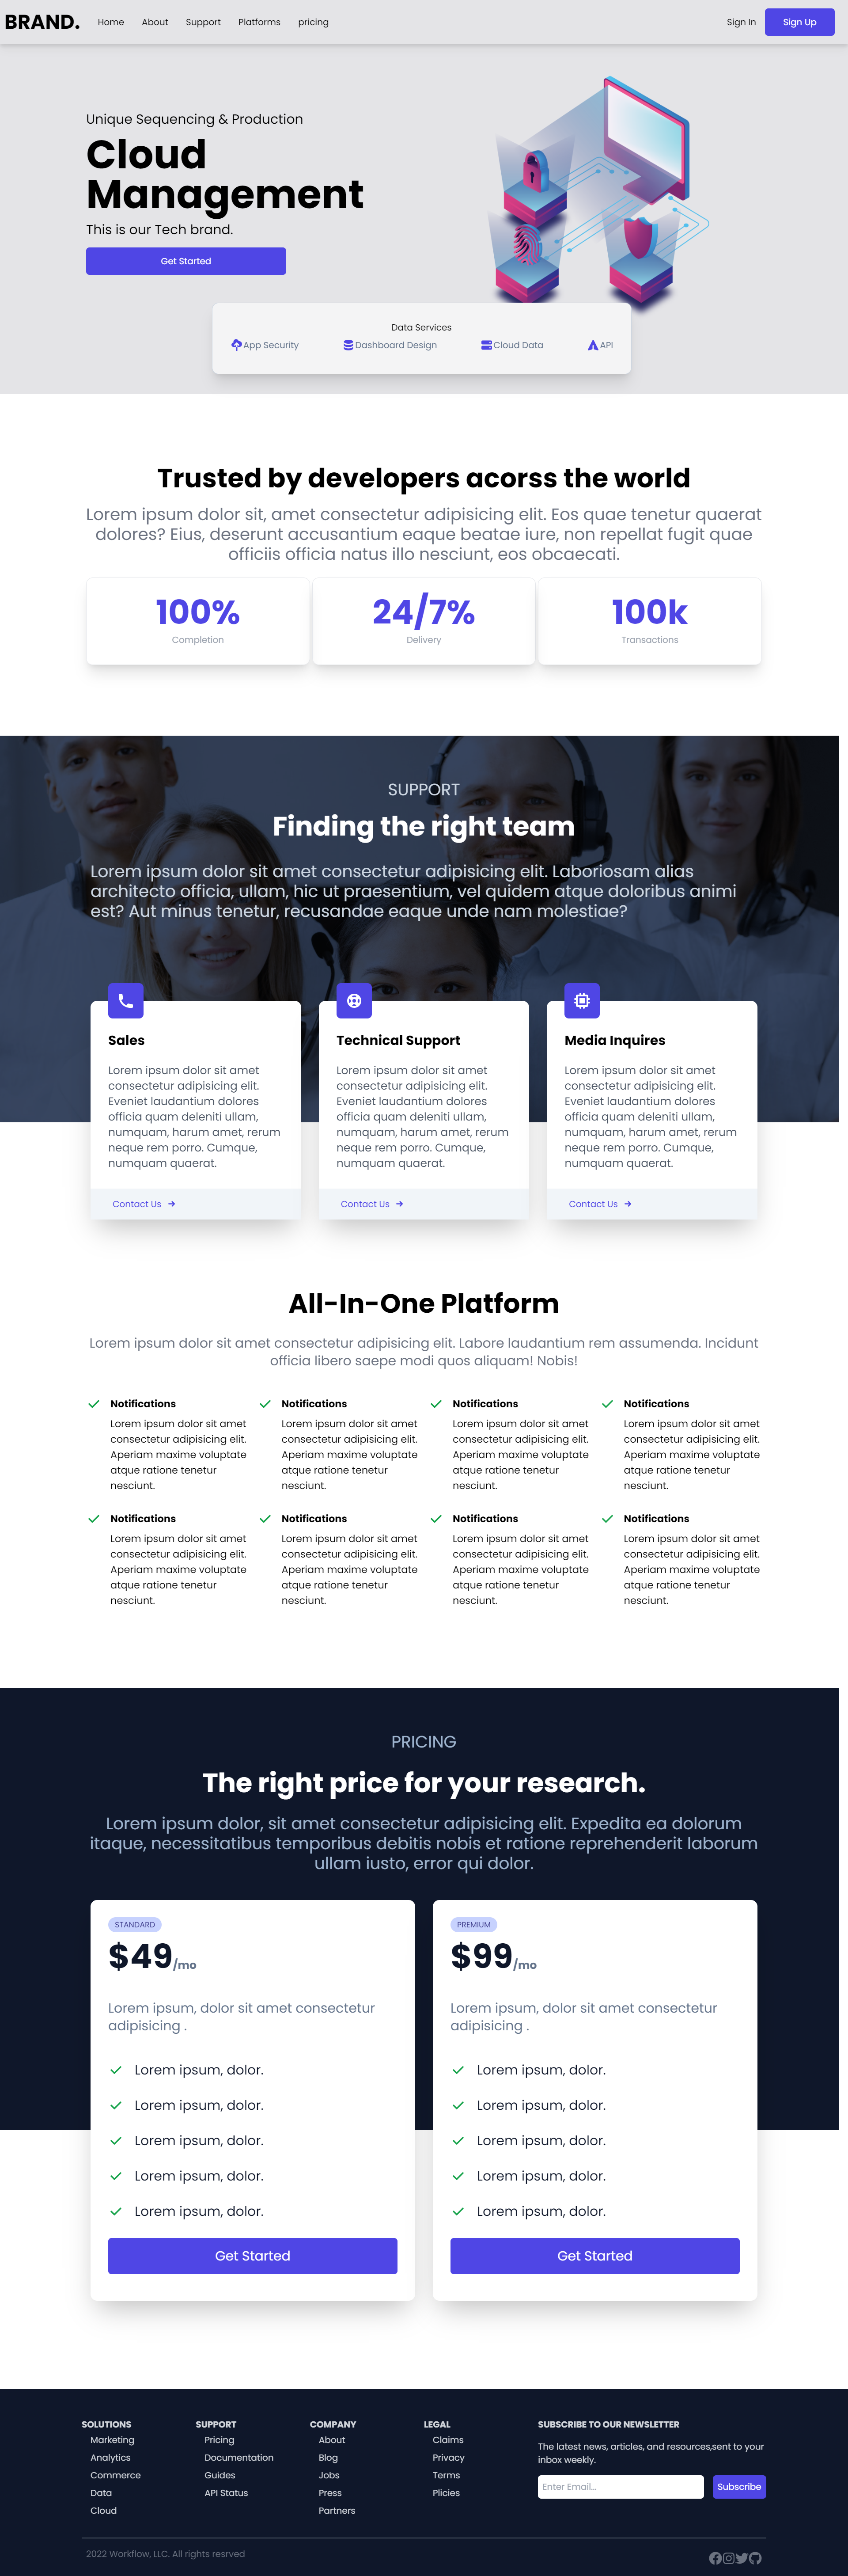 BRAND. Home About Support Platforms pricing Sign In Sign Up
Unique Sequencing & Production
Cloud
Management
This is our Tech brand.
Get Started
Data Services
App Security Dashboard Design Cloud Data API
Trusted by developers acorss the world
Lorem ipsum dolor sit, amet consectetur adipisicing elit. Eos quae tenetur quaerat
dolores? Eius, deserunt accusantium eaque beatae iure, non repellat fugit quae
officiis officia natus illo nesciunt, eos obcaecati.
100% 24/7% 100k
Completion Delivery Transactions
SUPPORT
Finding the right team
Lorem ipsum dolor sit amet consectetur adipisicing elit. Laboriosam alias
architecto officia, ullam, hic ut praesentium, vel quidem atque doloribus animi
est? Aut minus tenetur, recusandae eaque unde nam molestiae?
Sales
Lorem ipsum dolor sit amet
consectetur adipisicing elit.
Eveniet laudantium dolores
officia quam deleniti ullam,
numquam, harum amet, rerum
neque rem porro. Cumque,
numquam quaerat.
Contact Us
Technical Support
Lorem ipsum dolor sit amet
consectetur adipisicing elit.
Eveniet laudantium dolores
officia quam deleniti ullam,
numquam, harum amet, rerum
neque rem porro. Cumque,
numquam quaerat.
Contact Us
Media Inquires
Lorem ipsum dolor sit amet
consectetur adipisicing elit.
Eveniet laudantium dolores
officia quam deleniti ullam,
numquam, harum amet, rerum
neque rem porro. Cumque,
numquam quaerat.
Contact Us
All-In-One Platform
Lorem ipsum dolor sit amet consectetur adipisicing elit. Labore laudantium rem assumenda. Incidunt
officia libero saepe modi quos aliquam! Nobis!
Notifications
Lorem ipsum dolor sit amet
consectetur adipisicing elit.
Aperiam maxime voluptate
atque ratione tenetur
nesciunt.
Notifications
Lorem ipsum dolor sit amet
consectetur adipisicing elit.
Aperiam maxime voluptate
atque ratione tenetur
nesciunt.
Notifications
Lorem ipsum dolor sit amet
consectetur adipisicing elit.
Aperiam maxime voluptate
atque ratione tenetur
nesciunt.
Notifications
Lorem ipsum dolor sit amet
consectetur adipisicing elit.
Aperiam maxime voluptate
atque ratione tenetur
nesciunt.
Notifications
Lorem ipsum dolor sit amet
consectetur adipisicing elit.
Aperiam maxime voluptate
atque ratione tenetur
nesciunt.
Notifications
Lorem ipsum dolor sit amet
consectetur adipisicing elit.
Aperiam maxime voluptate
atque ratione tenetur
nesciunt.
Notifications
Lorem ipsum dolor sit amet
consectetur adipisicing elit.
Aperiam maxime voluptate
atque ratione tenetur
nesciunt.
Notifications
Lorem ipsum dolor sit amet
consectetur adipisicing elit.
Aperiam maxime voluptate
atque ratione tenetur
nesciunt.
PRICING
The right price for your research.
Lorem ipsum dolor, sit amet consectetur adipisicing elit. Expedita ea dolorum
itaque, necessitatibus temporibus debitis nobis et ratione reprehenderit laborum
ullam iusto, error qui dolor.
STANDARD
$49/mo
Lorem ipsum, dolor sit amet consectetur
adipisicing .
Lorem ipsum, dolor.
Lorem ipsum, dolor.
Lorem ipsum, dolor.
Lorem ipsum, dolor.
Lorem ipsum, dolor.
Get Started
PREMIUM
$99/mo
Lorem ipsum, dolor sit amet consectetur
adipisicing .
Lorem ipsum, dolor.
Lorem ipsum, dolor.
Lorem ipsum, dolor.
Lorem ipsum, dolor.
Lorem ipsum, dolor.
Get Started
SOLUTIONS
Marketing
Analytics
Commerce
Data
Cloud
SUPPORT
Pricing
Documentation
Guides
API Status
COMPANY
About
Blog
Jobs
Press
Partners
LEGAL
Claims
Privacy
Terms
Plicies
SUBSCRIBE TO OUR NEWSLETTER
The latest news, articles, and resources,sent to your
inbox weekly.
Enter Email... Subscribe
2022 Workflow, LLC. All rights resrved